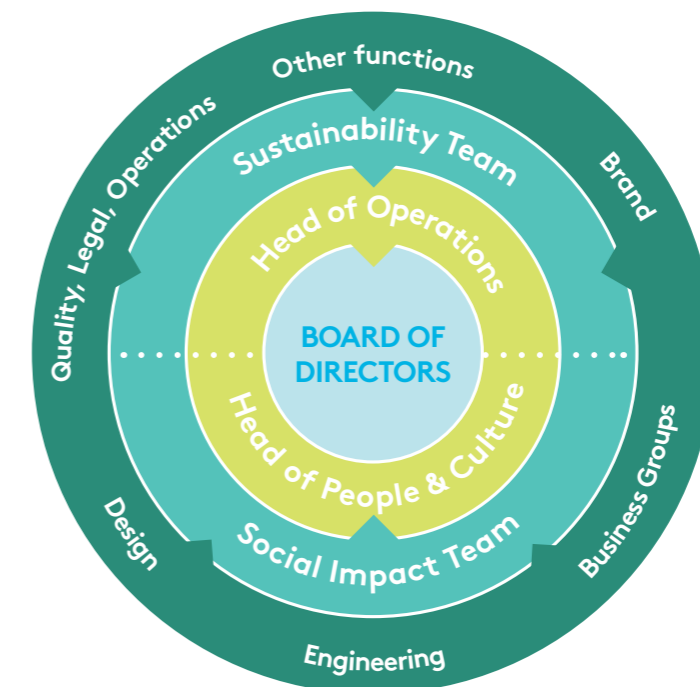 Other functions
Quality, Legal, Operations
Brand
Sustainability Team
Head of Operations
BOARD OF
DIRECTORS
Head of People & Culture
Social Impact Team
Design
Business Groups
Engineering